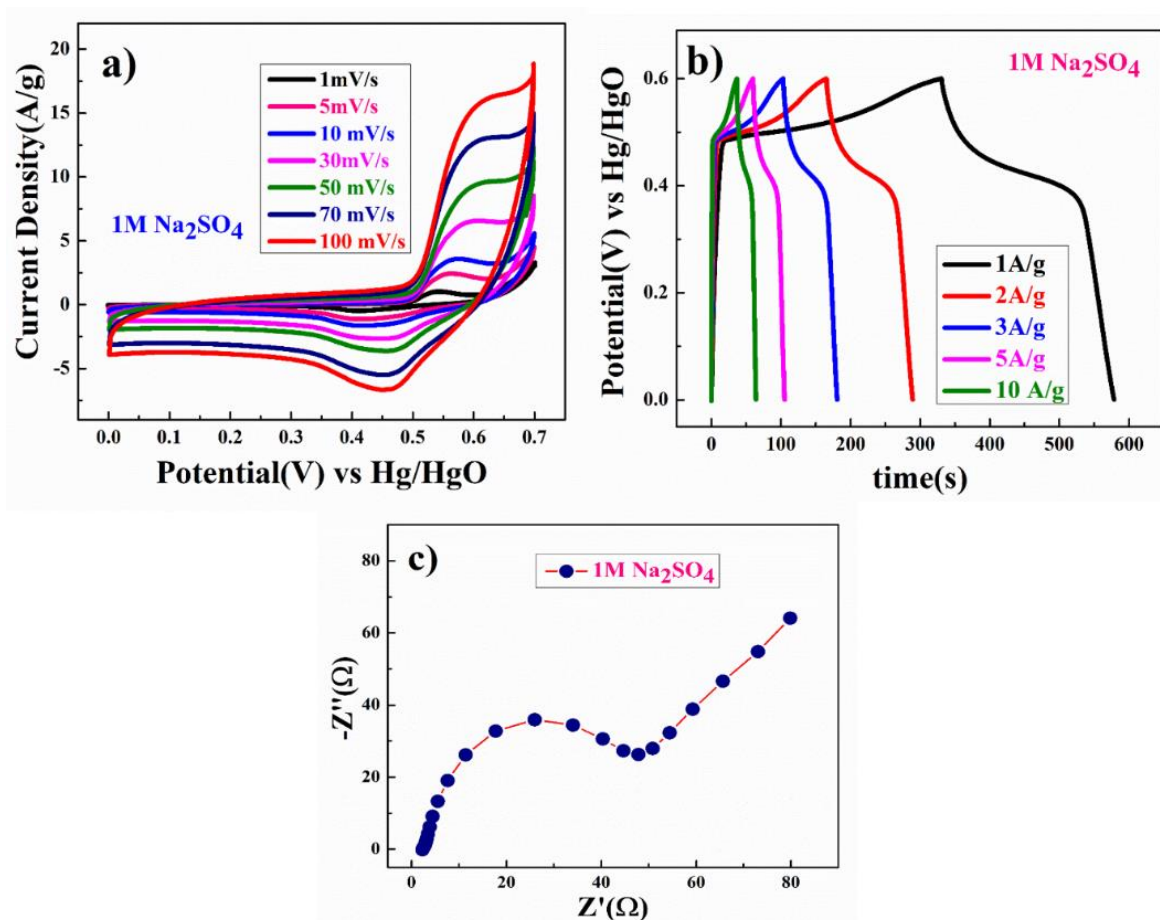 a)
1M Na2SO4
1mV/s
5mV/s
10 mV/s
30mV/s
50 mV/s
70 mV/s
100 mV/s
Current Density(A/g)
20
15
10
5
0
-5
0.0 0.1 0.2 0.3 0.4 0.5 0.6 0.7
Potential(V) vs Hg/HgO
b)
1M Na2SO4
1A/g
2A/g
3A/g
5A/g
10 A/g
Potential(V) vs Hg/HgO
0.6
0.4
0.2
0.0
0 100 200 300 400 500 600
time(s)
c)
1M Na2SO4
-Z''(Ω)
80
60
40
20
0
0 20 40 60 80
Z'(Ω)